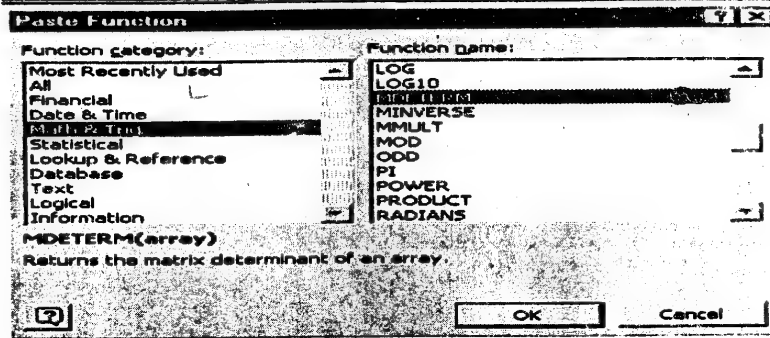 Paste Function
Function category:
Most Recently Used
All
Financial
Date & Time
Math & Trig
Statistical
Lookup & Reference
Database
Text
Logical
Information
Function name:
LOG
LOG10
MDETERM
MINVERSE
MMULT
MOD
ODD
PI
POWER
PRODUCT
RADIANS
MDETERM(array)
Returns the matrix determinant of an array.
OK
Cancel